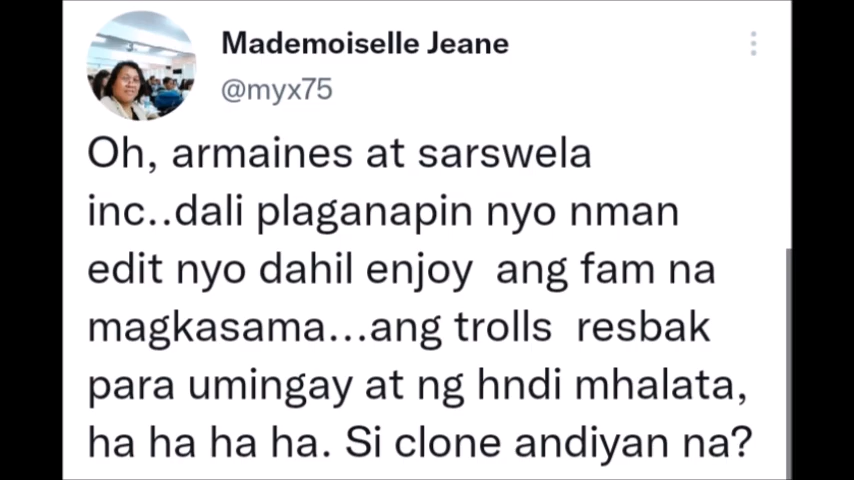 Mademoiselle Jeane
@myx75
Oh, armaines at sarswela
inc..dali plaganapin nyo nman
edit nyo dahil enjoy  ang fam na
magkasama...ang trolls  resbak
para umingay at ng hndi mhalata,
ha ha ha ha. Si clone andiyan na?